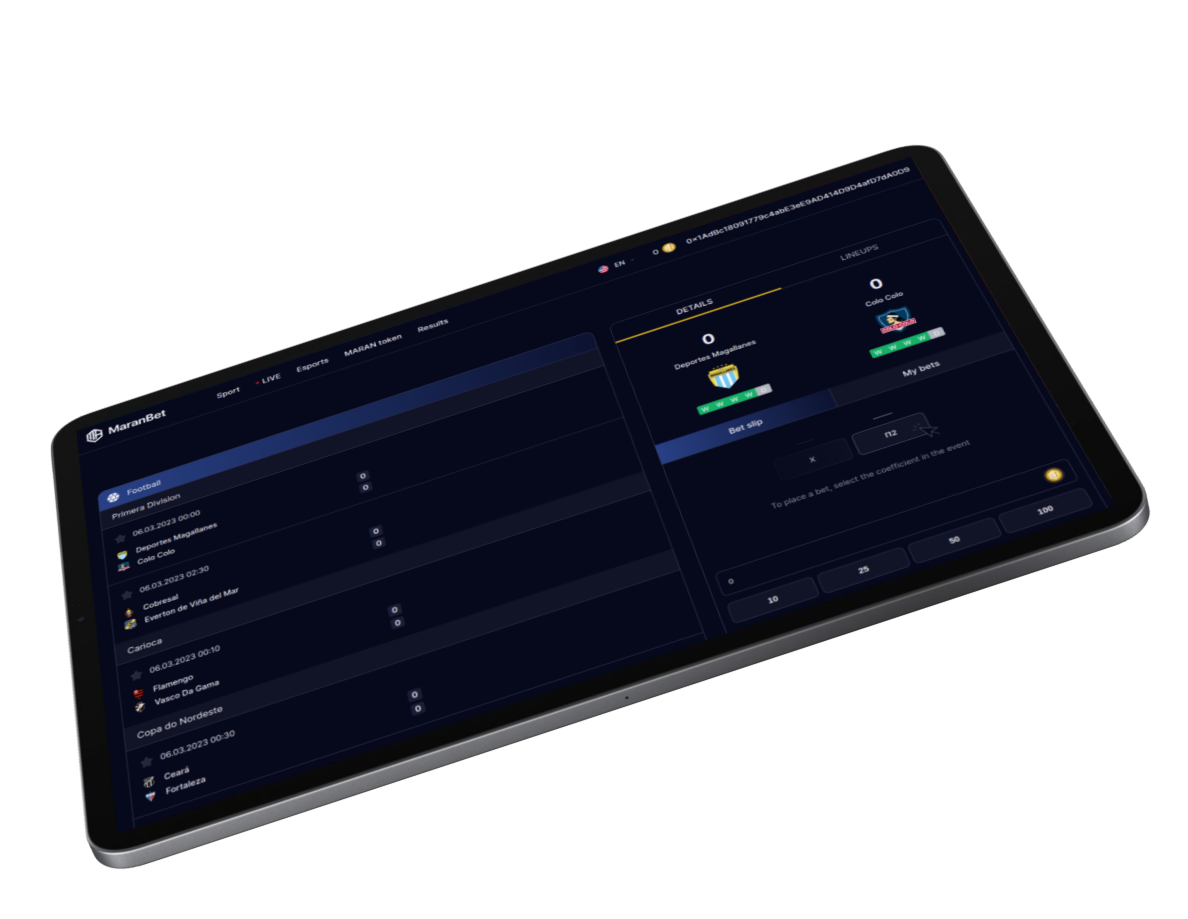 MaranBet
Sport
LIVE
Esports
MARAN token
Results
EN
0
Football
Primera Division
06.03.2023 00:00
Deportes Magallanes
0
Colo Colo
0
06.03.2023 02:30
Cobresal
0
Everton de Viña del Mar
0
Carioca
06.03.2023 00:10
Flamengo
0
Vasco Da Gama
0
Copa do Nordeste
06.03.2023 00:30
Ceará
0
Fortaleza
0
DETAILS
LINEUPS
0
Deportes Magallanes
W W W W D
0
Colo Colo
W W W W D
Bet slip
My bets
X
П2
To place a bet, select the coefficient in the event
0
10
25
50
100